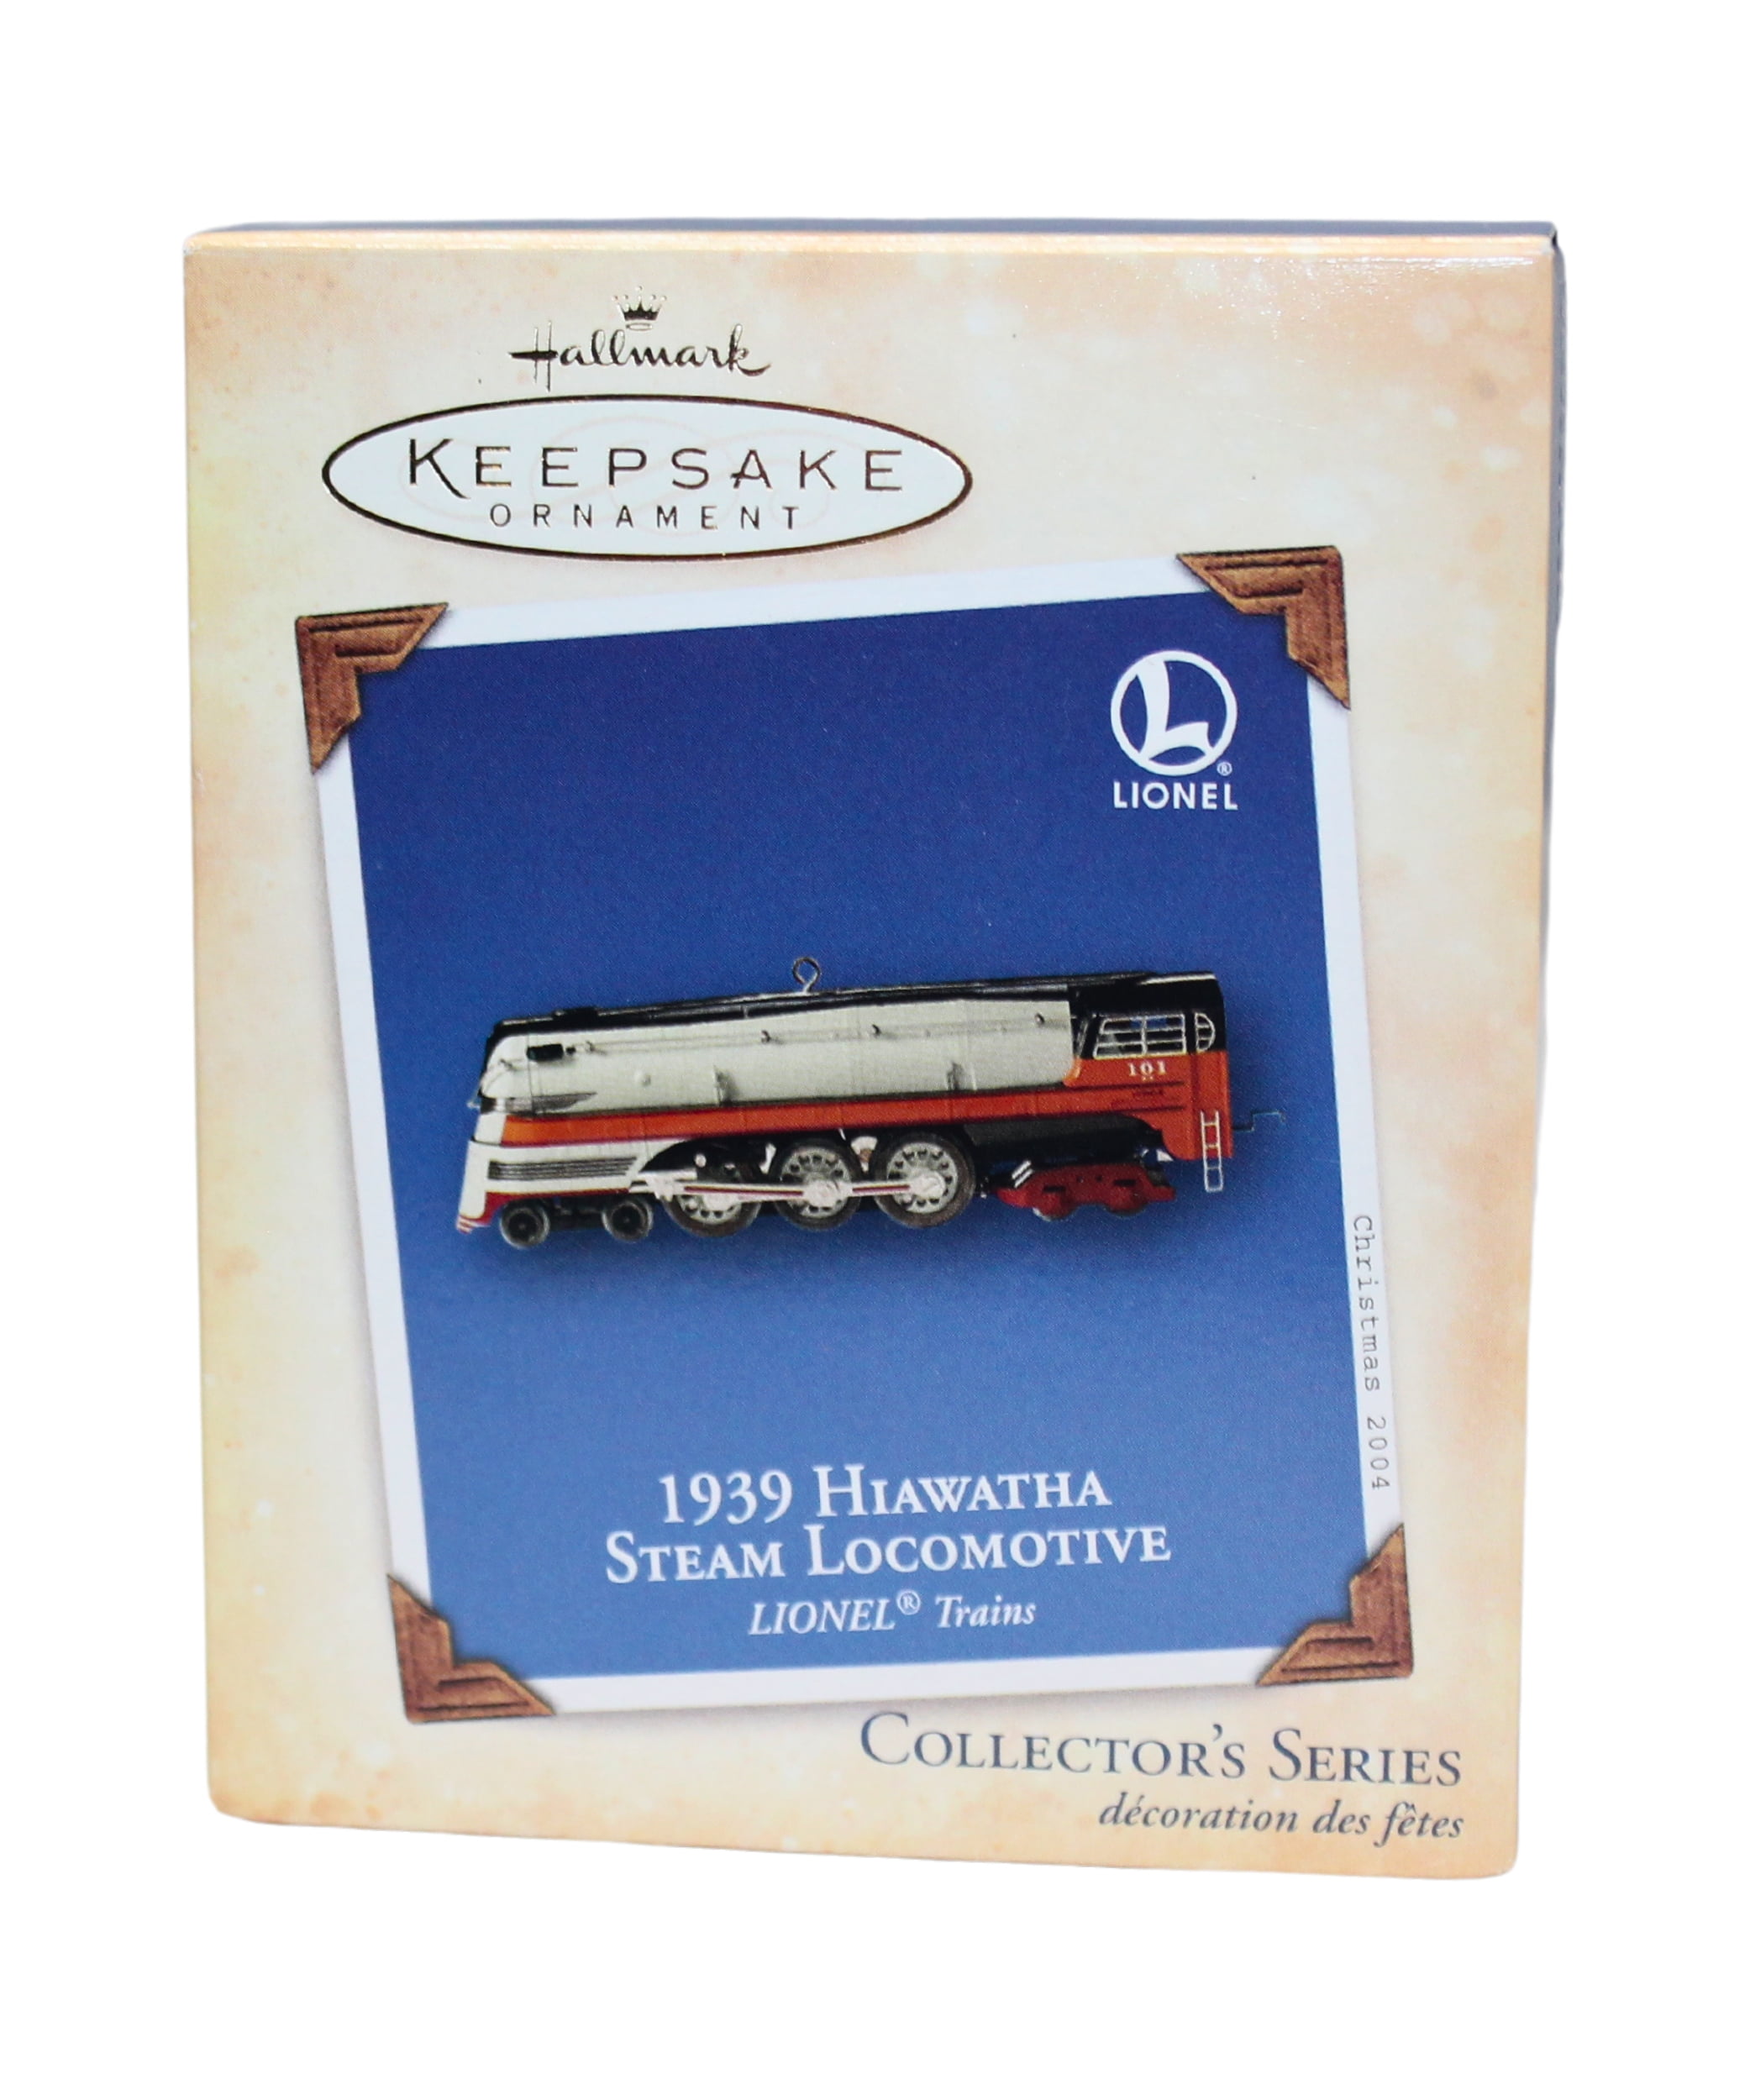 Hallmark
KEEPSAKE
ORNAMENT
L
®
LIONEL
101
Christmas 2004
1939 HIAWATHA
STEAM LOCOMOTIVE
LIONEL® Trains
COLLECTOR'S SERIES
décoration des fêtes